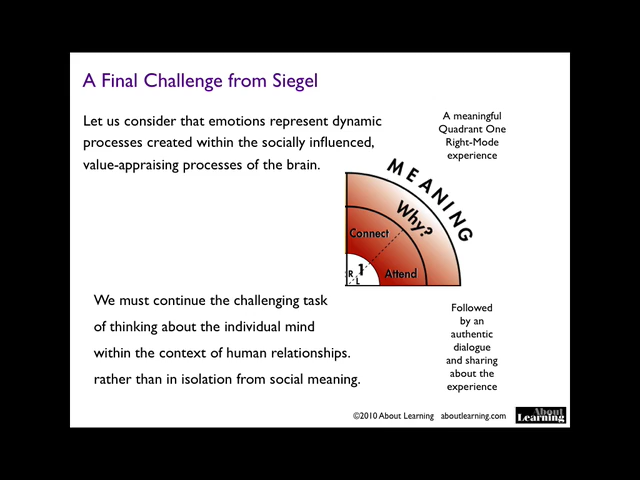 A Final Challenge from Siegel
Let us consider that emotions represent dynamic
processes created within the socially influenced,
value-appraising processes of the brain.
A meaningful
Quadrant One
Right-Mode
experience
MEANING
Why?
Connect
Attend
R 1
L
We must continue the challenging task
of thinking about the individual mind
within the context of human relationships.
rather than in isolation from social meaning.
Followed
by an
authentic
dialogue
and sharing
about the
experience
©2010 About Learning aboutlearning.com
About
Learning